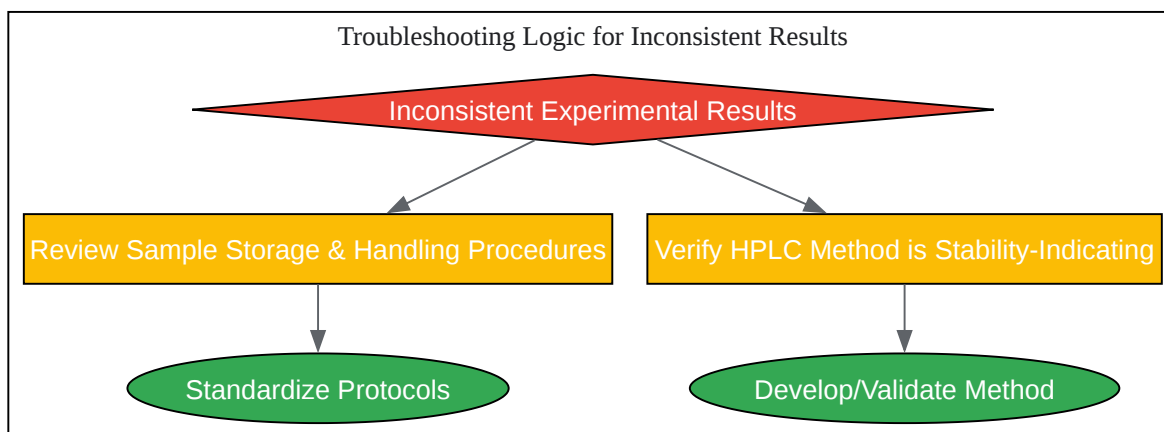 Troubleshooting Logic for Inconsistent Results
Inconsistent Experimental Results
Review Sample Storage & Handling Procedures
Verify HPLC Method is Stability-Indicating
Standardize Protocols
Develop/Validate Method